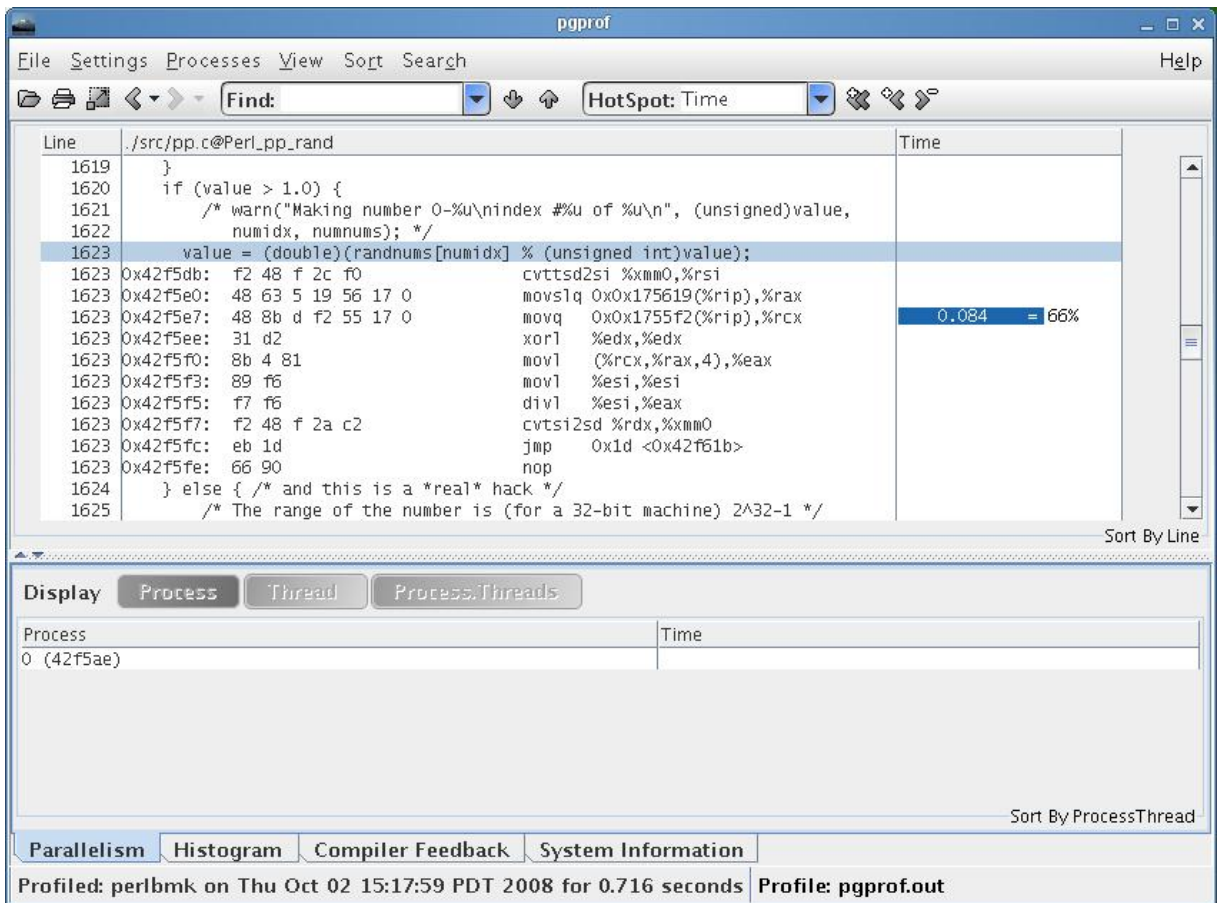 pgprof
File Settings Processes View Sort Search Help
Find: HotSpot: Time
Line ./src/pp.c@Perl_pp_rand Time
1619 }
1620 if (value > 1.0) {
1621 /* warn("Making number 0-%u\nindex #%u of %u\n", (unsigned)value,
1622 numidx, numnums); */
1623 value = (double)(randnums[numidx] % (unsigned int)value);
1623 0x42f5db: f2 48 f 2c f0 cvttsd2si %xmm0,%rsi
1623 0x42f5e0: 48 63 5 19 56 17 0 movslq 0x0x175619(%rip),%rax
1623 0x42f5e7: 48 8b d f2 55 17 0 movq 0x0x1755f2(%rip),%rcx 0.084 = 66%
1623 0x42f5ee: 31 d2 xorl %edx,%edx
1623 0x42f5f0: 8b 4 81 movl (%rcx,%rax,4),%eax
1623 0x42f5f3: 89 f6 movl %esi,%esi
1623 0x42f5f5: f7 f6 divl %esi,%eax
1623 0x42f5f7: f2 48 f 2a c2 cvtsi2sd %rdx,%xmm0
1623 0x42f5fc: eb 1d jmp 0x1d <0x42f61b>
1623 0x42f5fe: 66 90 nop
1624 } else { /* and this is a *real* hack */
1625 /* The range of the number is (for a 32-bit machine) 2^32-1 */
Sort By Line
Display Process Thread Process.Threads
Process Time
0 (42f5ae)
Sort By ProcessThread
Parallelism Histogram Compiler Feedback System Information
Profiled: perlbmk on Thu Oct 02 15:17:59 PDT 2008 for 0.716 seconds Profile: pgprof.out